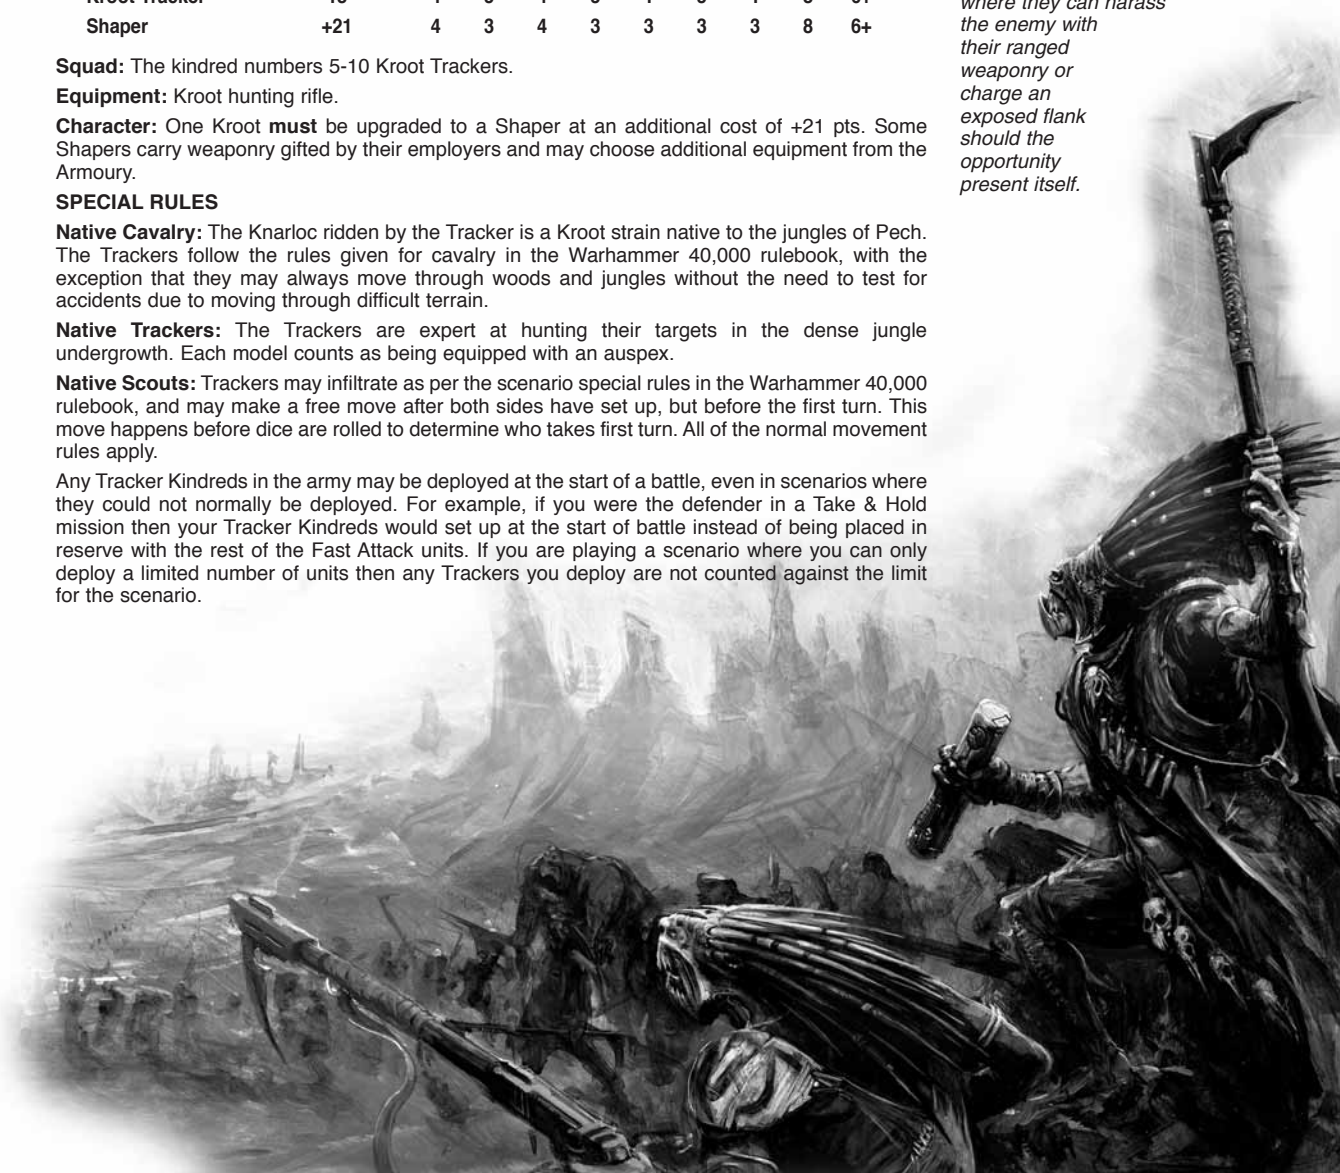 Shaper +21 4 3 4 3 3 3 3 8 6+
Squad: The kindred numbers 5-10 Kroot Trackers.
Equipment: Kroot hunting rifle.
Character: One Kroot must be upgraded to a Shaper at an additional cost of +21 pts. Some
Shapers carry weaponry gifted by their employers and may choose additional equipment from the
Armoury.
SPECIAL RULES
Native Cavalry: The Knarloc ridden by the Tracker is a Kroot strain native to the jungles of Pech.
The Trackers follow the rules given for cavalry in the Warhammer 40,000 rulebook, with the
exception that they may always move through woods and jungles without the need to test for
accidents due to moving through difficult terrain.
Native Trackers: The Trackers are expert at hunting their targets in the dense jungle
undergrowth. Each model counts as being equipped with an auspex.
Native Scouts: Trackers may infiltrate as per the scenario special rules in the Warhammer 40,000
rulebook, and may make a free move after both sides have set up, but before the first turn. This
move happens before dice are rolled to determine who takes first turn. All of the normal movement
rules apply.
Any Tracker Kindreds in the army may be deployed at the start of a battle, even in scenarios where
they could not normally be deployed. For example, if you were the defender in a Take & Hold
mission then your Tracker Kindreds would set up at the start of battle instead of being placed in
reserve with the rest of the Fast Attack units. If you are playing a scenario where you can only
deploy a limited number of units then any Trackers you deploy are not counted against the limit
for the scenario.
where they can harass
the enemy with
their ranged
weaponry or
charge an
exposed flank
should the
opportunity
present itself.